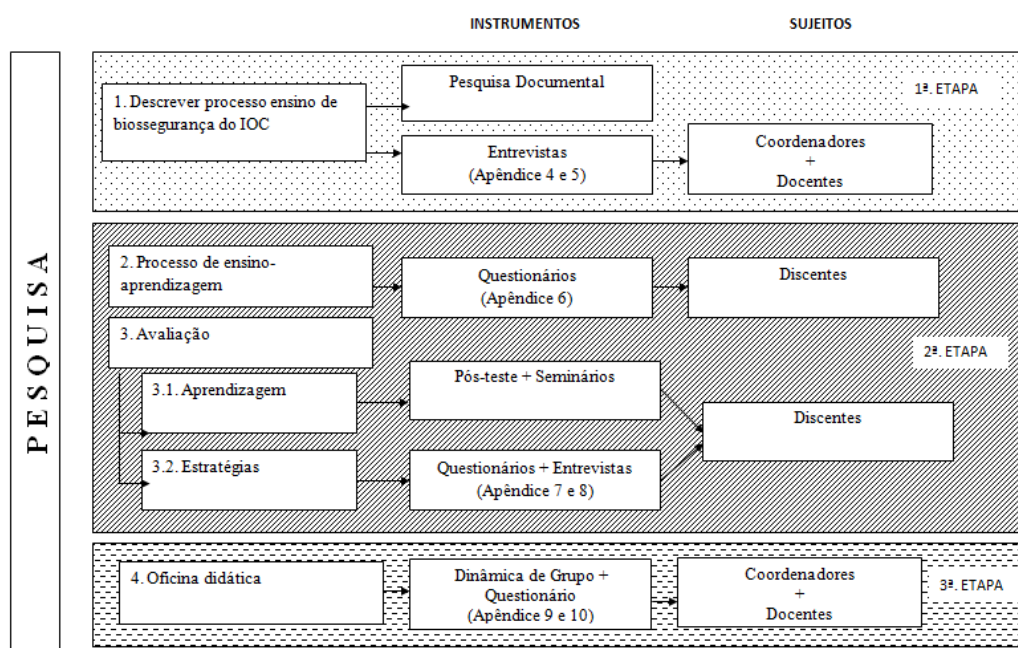 INSTRUMENTOS
SUJEITOS
PESQUISA
1ª. ETAPA
1. Descrever processo ensino de
biossegurança do IOC
Pesquisa Documental
Entrevistas
(Apêndice 4 e 5)
Coordenadores
+
Docentes
2ª. ETAPA
2. Processo de ensino-
aprendizagem
Questionários
(Apêndice 6)
Discentes
3. Avaliação
3.1. Aprendizagem
Pós-teste + Seminários
3.2. Estratégias
Questionários + Entrevistas
(Apêndice 7 e 8)
Discentes
3ª. ETAPA
4. Oficina didática
Dinâmica de Grupo +
Questionário
(Apêndice 9 e 10)
Coordenadores
+
Docentes